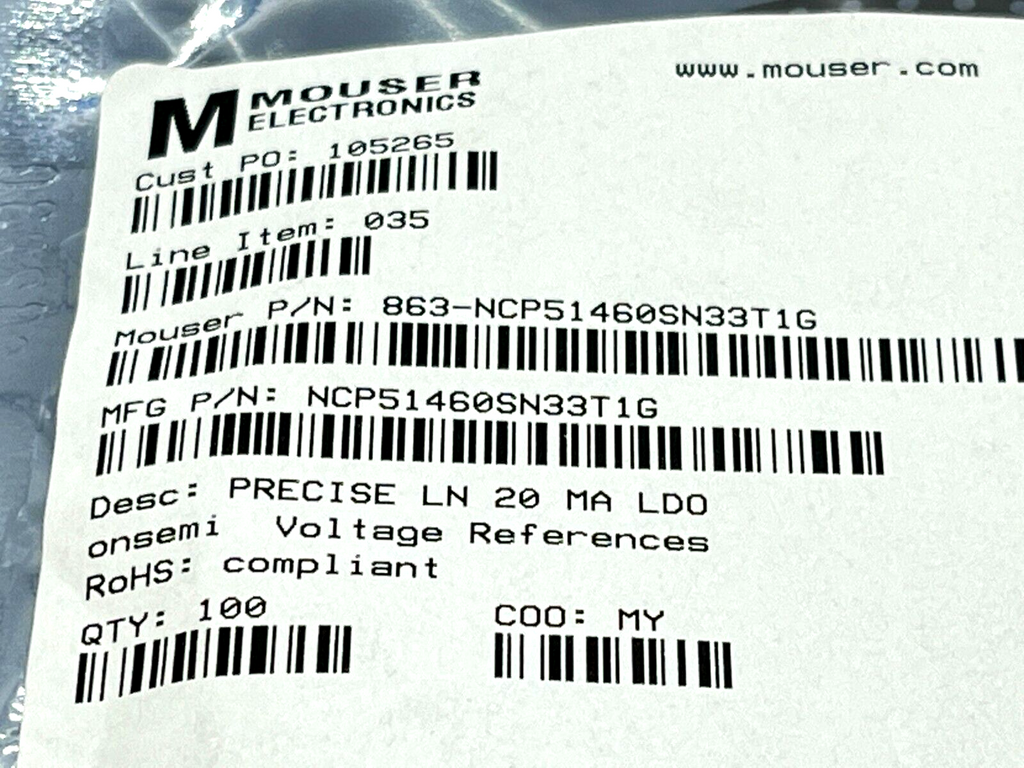 M MOUSER
ELECTRONICS
www.mouser.com
Cust PO: 105265
Line Item: 035
Mouser P/N: 863-NCP51460SN33T1G
MFG P/N: NCP51460SN33T1G
Desc: PRECISE LN 20 MA LDO
onsemi Voltage References
RoHS: compliant
QTY: 100 COO: MY